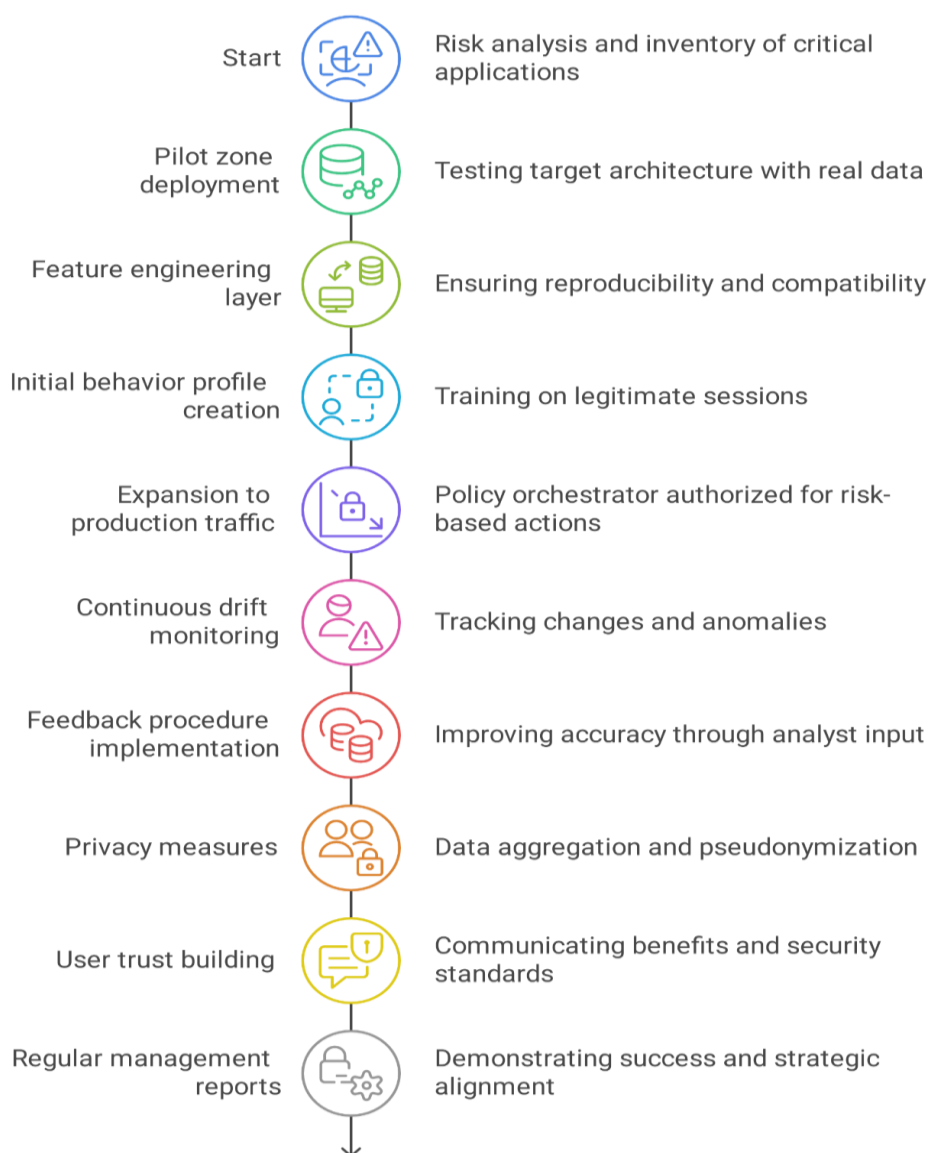 Start
Risk analysis and inventory of critical
applications
Pilot zone
deployment
Testing target architecture with real data
Feature engineering
layer
Ensuring reproducibility and compatibility
Initial behavior profile
creation
Training on legitimate sessions
Expansion to
production traffic
Policy orchestrator authorized for risk-
based actions
Continuous drift
monitoring
Tracking changes and anomalies
Feedback procedure
implementation
Improving accuracy through analyst input
Privacy measures
Data aggregation and pseudonymization
User trust building
Communicating benefits and security
standards
Regular management
reports
Demonstrating success and strategic
alignment